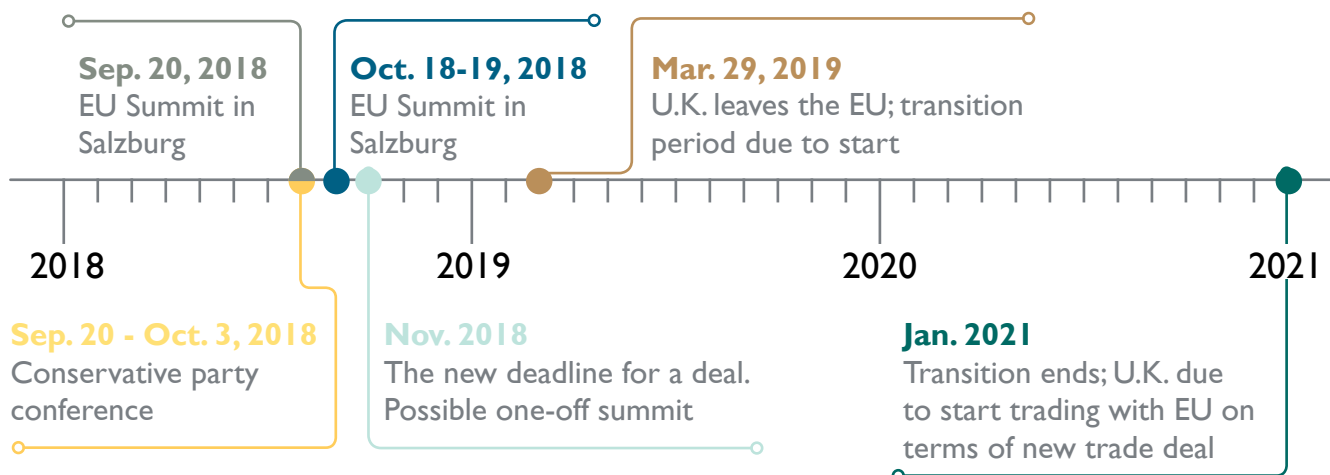 Sep. 20, 2018
EU Summit in
Salzburg
Oct. 18-19, 2018
EU Summit in
Salzburg
Mar. 29, 2019
U.K. leaves the EU; transition
period due to start
2018
2019
2020
2021
Sep. 20 - Oct. 3, 2018
Conservative party
conference
Nov. 2018
The new deadline for a deal.
Possible one-off summit
Jan. 2021
Transition ends; U.K. due
to start trading with EU on
terms of new trade deal